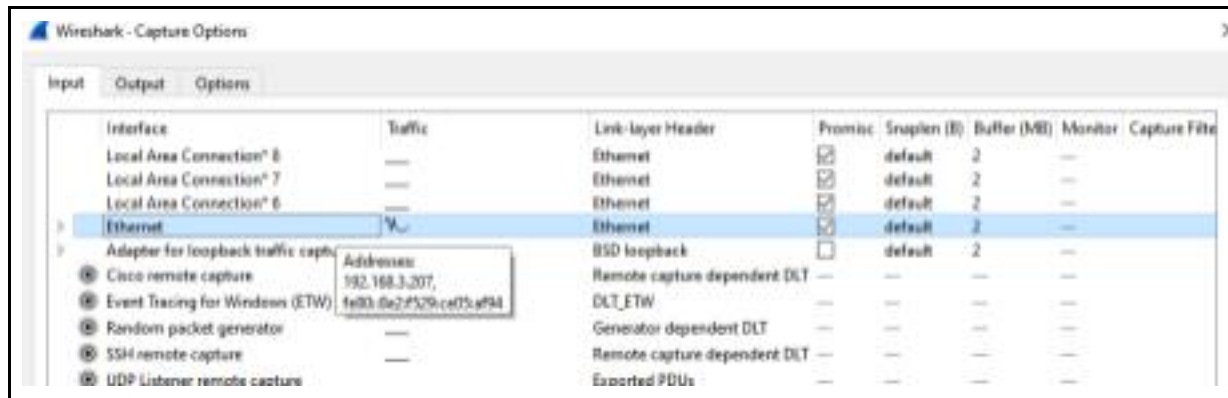 Wireshark - Capture Options
Input Output Options
Interface Traffic Link-layer Header Promisc Snaplen (B) Buffer (MB) Monitor Capture Filte
Local Area Connection* 8 Ethernet default 2 —
Local Area Connection* 7 Ethernet default 2 —
Local Area Connection* 6 Ethernet default 2 —
Ethernet Ethernet default 2 —
Adapter for loopback traffic captu BSD loopback default 2 —
Addresses:
192.168.3.207,
Cisco remote capture Remote capture dependent DLT — — — —
Event Tracing for Windows (ETW) DLT_ETW — — — —
Random packet generator Generator dependent DLT — — — —
SSH remote capture Remote capture dependent DLT — — — —
UDP Listener remote capture Exported PDUs — — — —